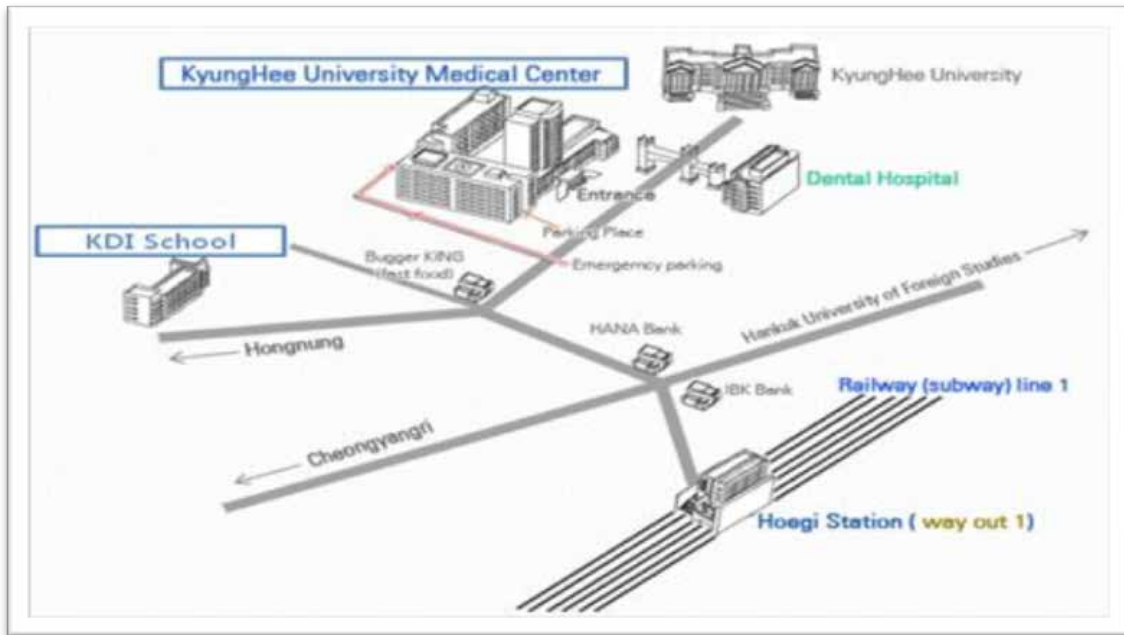 KyungHee University Medical Center
KyungHee University
Dental Hospital
Entrance
Parking Place
KDI School
Bugger KING
(fast food)
Emergemcy parking
Hankuk University of Foreign Studies
HANA Bank
Hongnung
IBK Bank
Railway (subway) line 1
Cheongyangri
Hoegi Station ( way out 1)